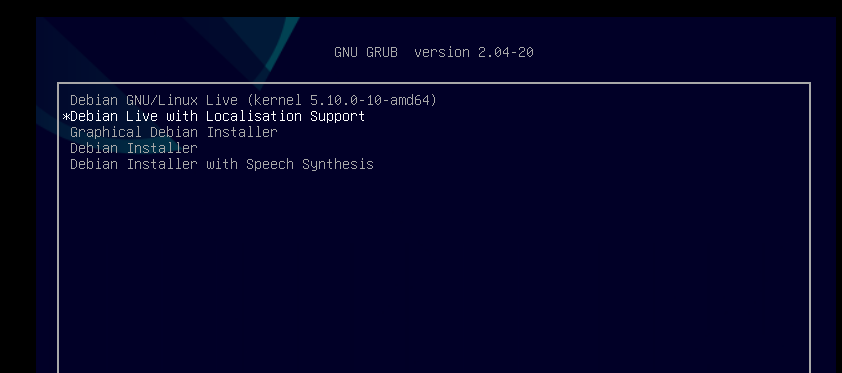 GNU GRUB  version 2.04-20
Debian GNU/Linux Live (kernel 5.10.0-10-amd64)
*Debian Live with Localisation Support
Graphical Debian Installer
Debian Installer
Debian Installer with Speech Synthesis